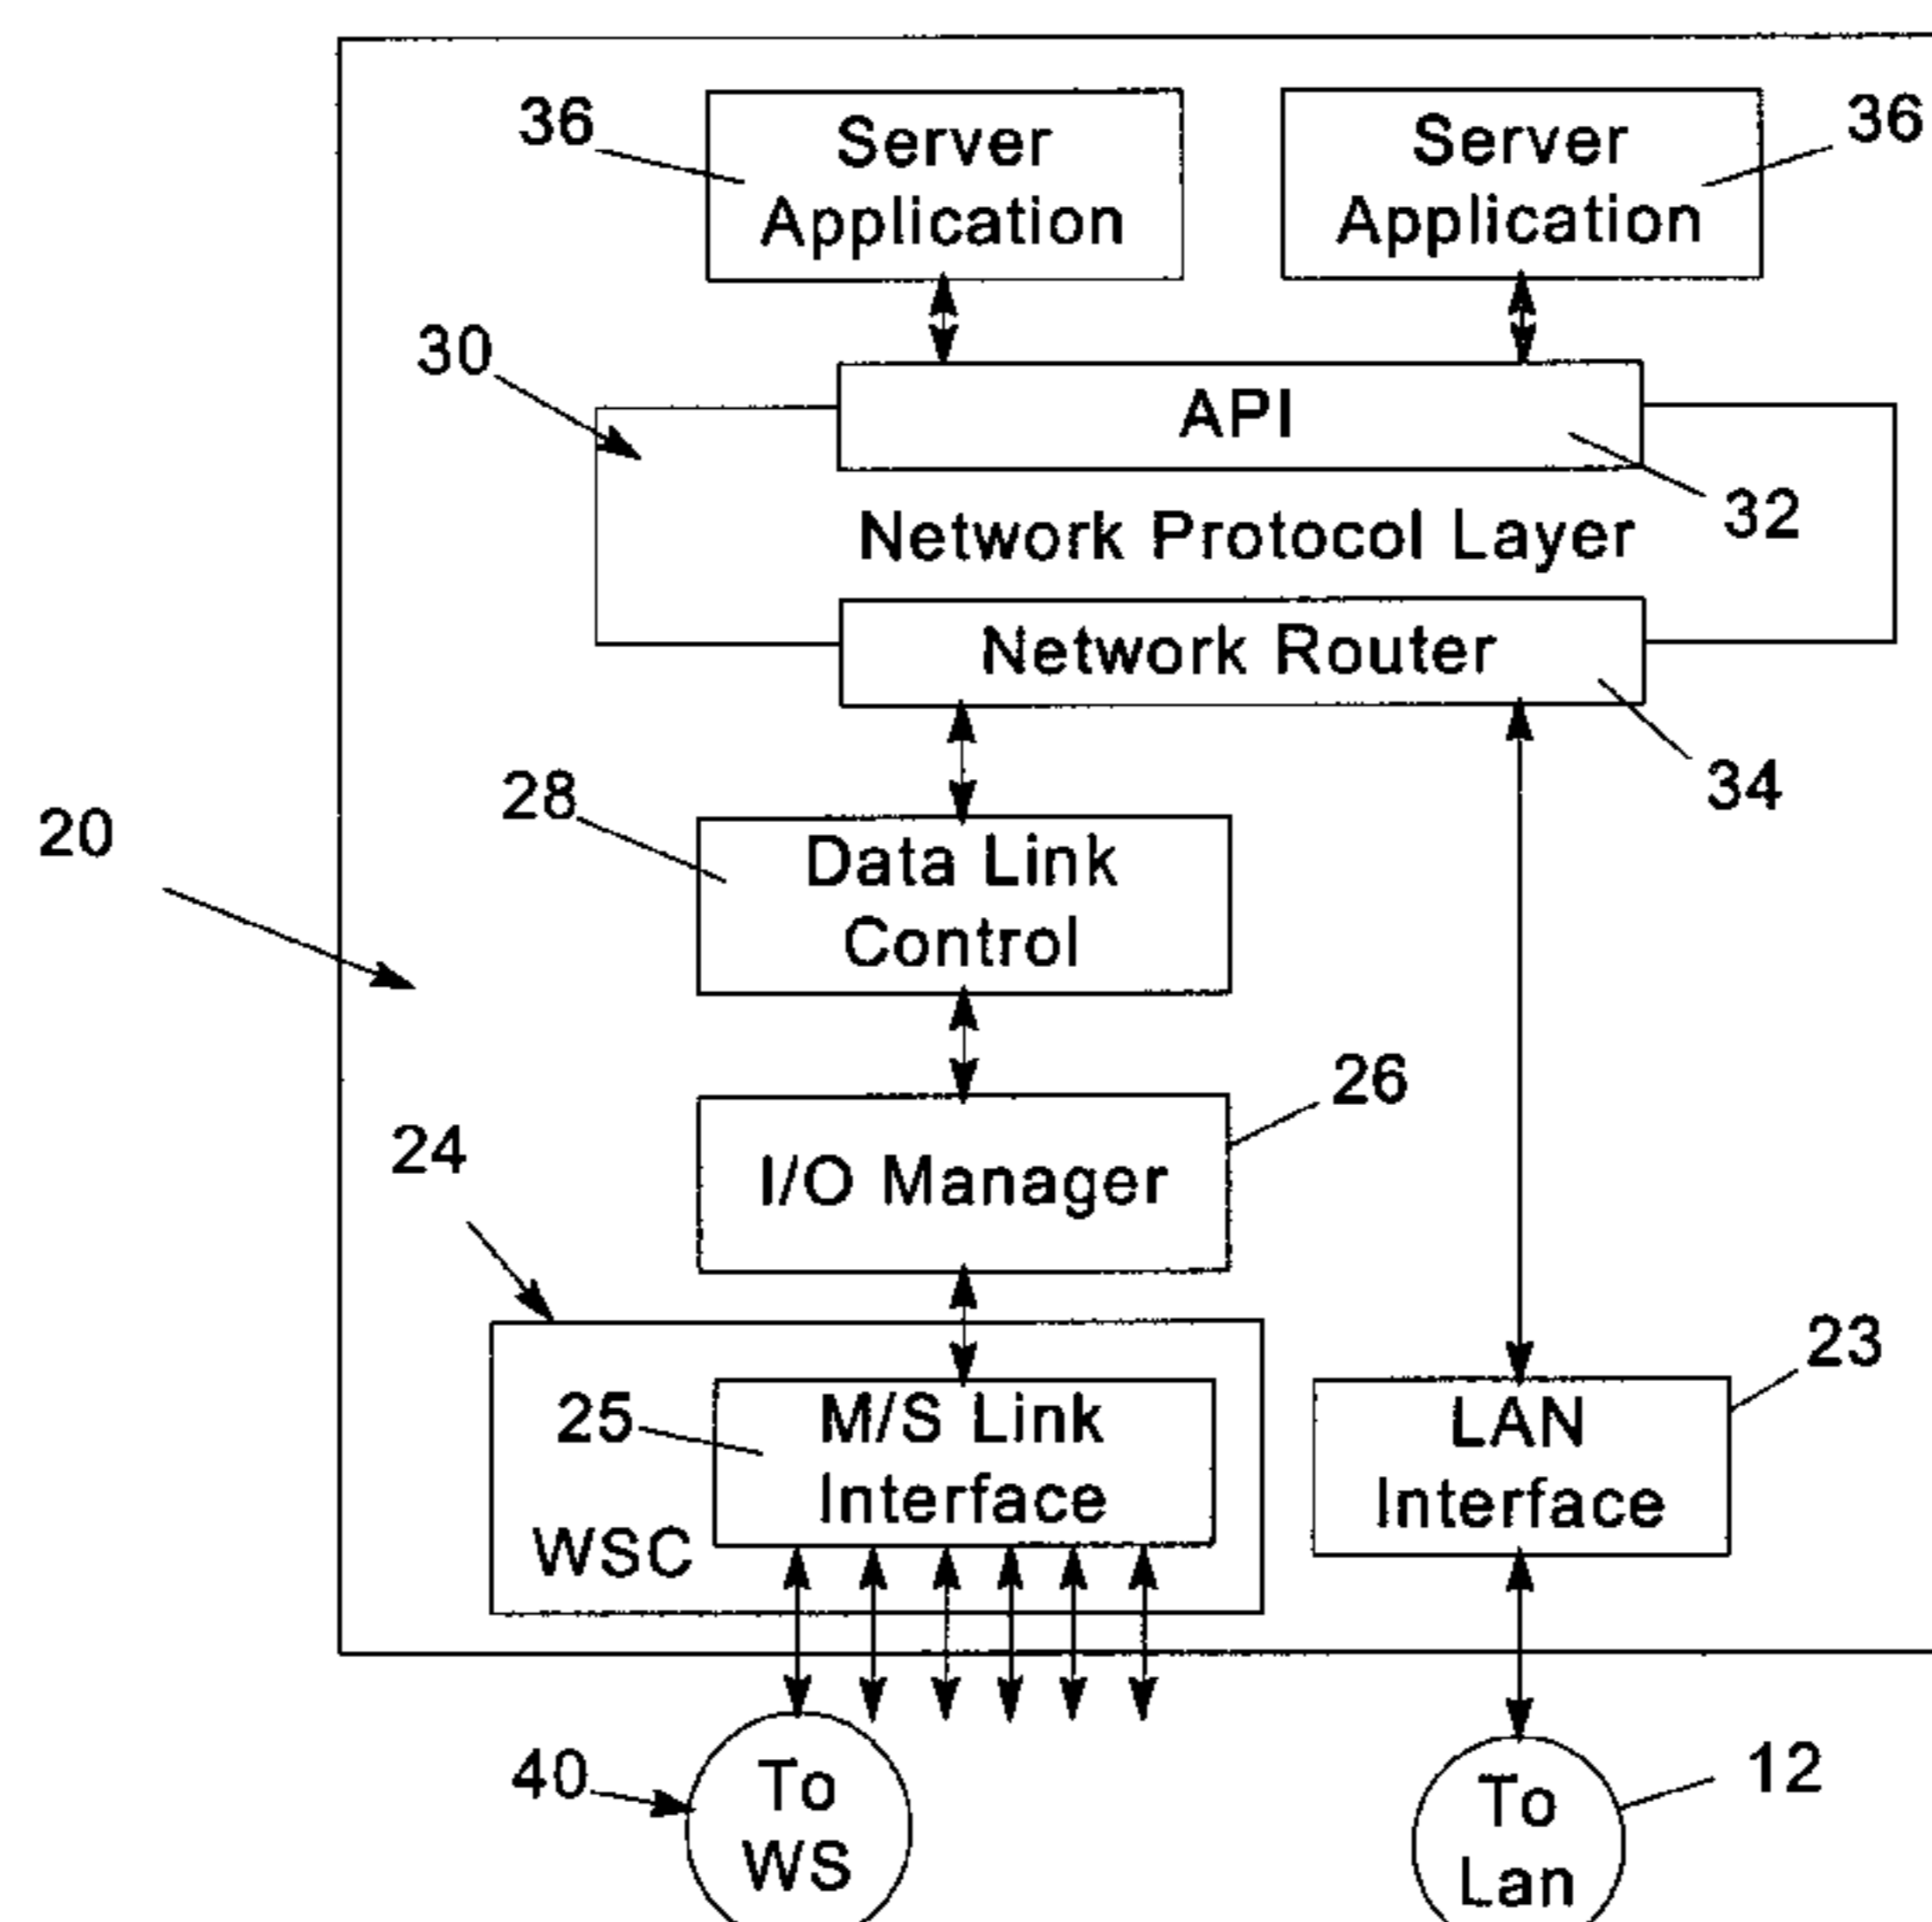 36
Server
Application
Server
Application
36
30
API
32
Network Protocol Layer
Network Router
34
28
Data Link
Control
20
26
I/O Manager
24
23
25
M/S Link
Interface
LAN
Interface
WSC
40
To
WS
12
To
Lan